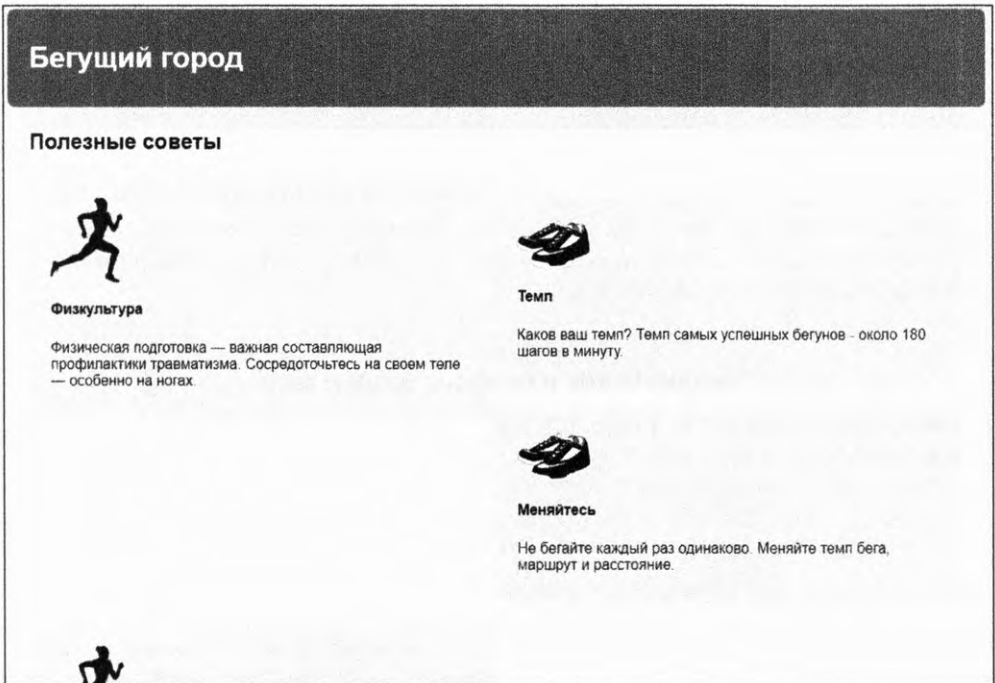 Бегущий город
Полезные советы
Физкультура
Физическая подготовка — важная составляющая
профилактики травматизма. Сосредоточьтесь на своем теле
— особенно на ногах.
Темп
Каков ваш темп? Темп самых успешных бегунов - около 180
шагов в минуту.
Меняйтесь
Не бегайте каждый раз одинаково. Меняйте темп бега,
маршрут и расстояние.